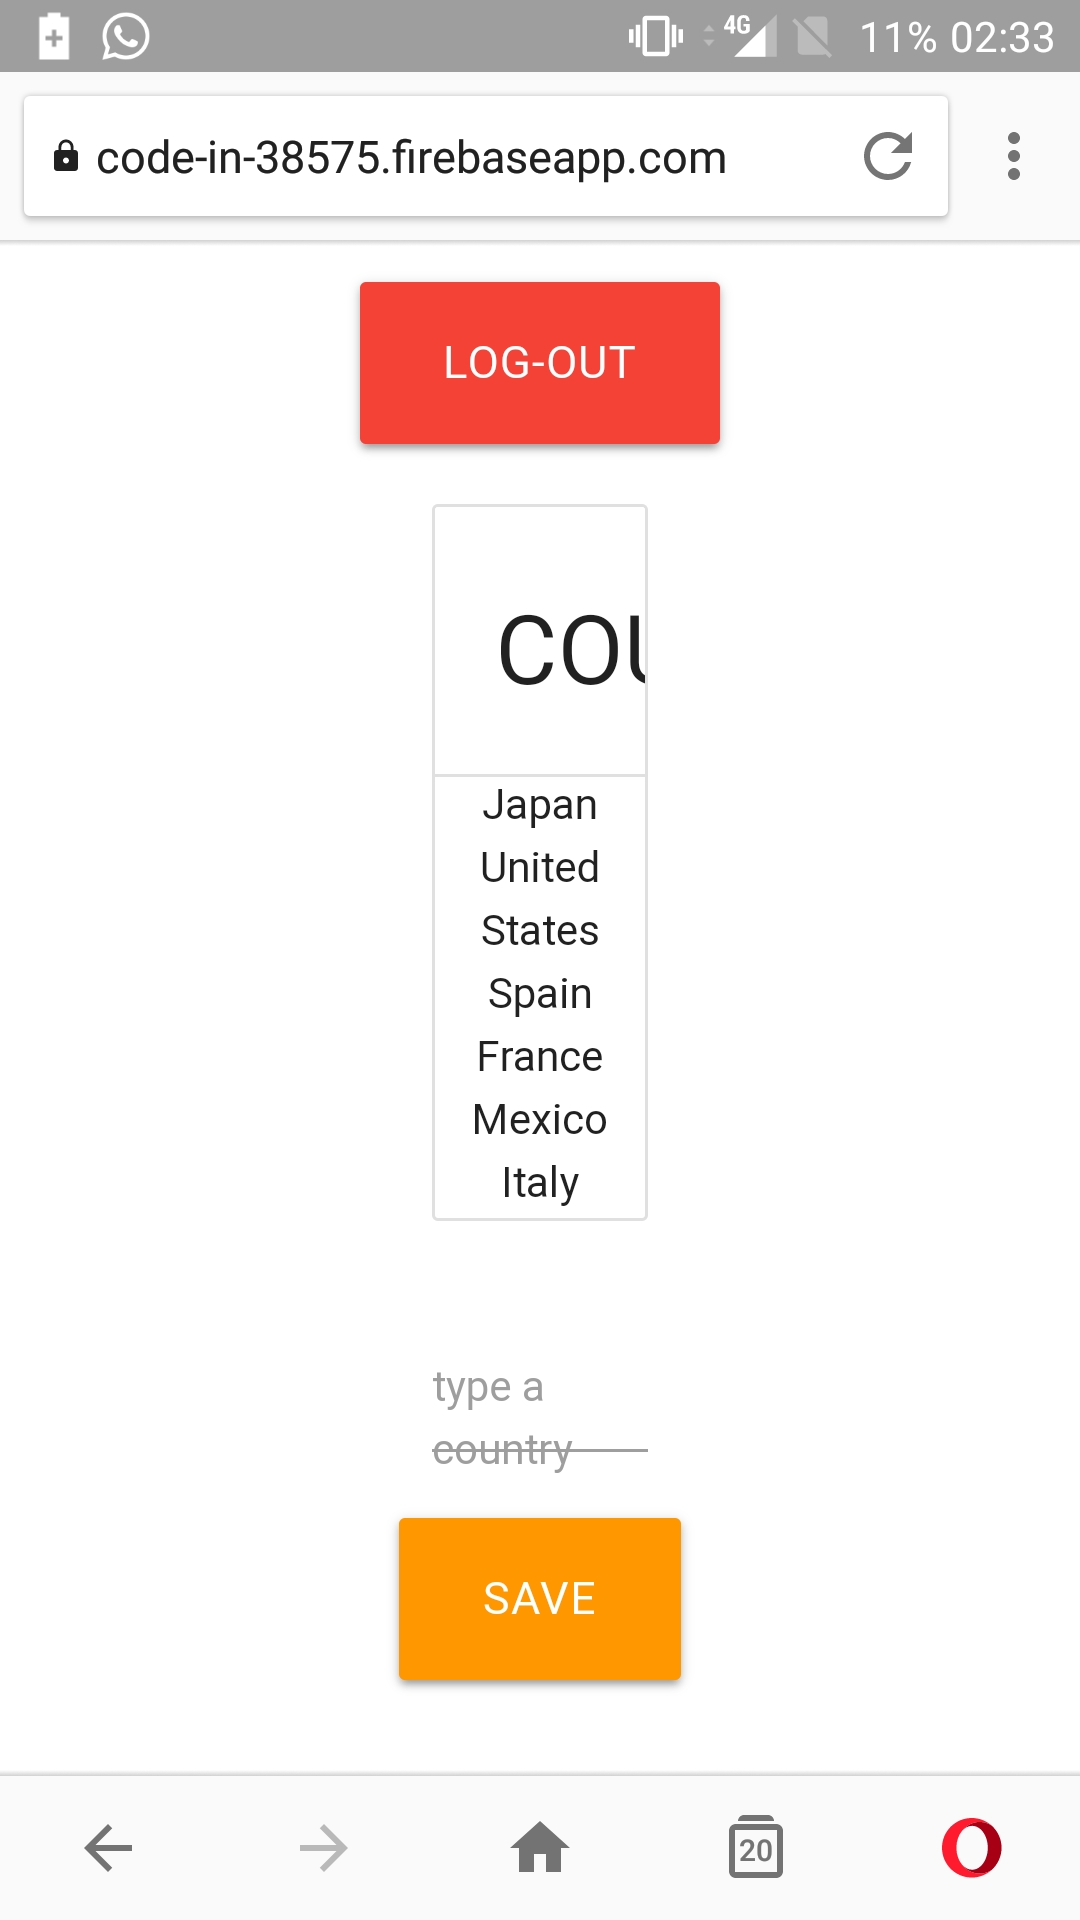 4G 11% 02:33
code-in-38575.firebaseapp.com
LOG-OUT
COU
Japan
United
States
Spain
France
Mexico
Italy
type a
country
SAVE
20